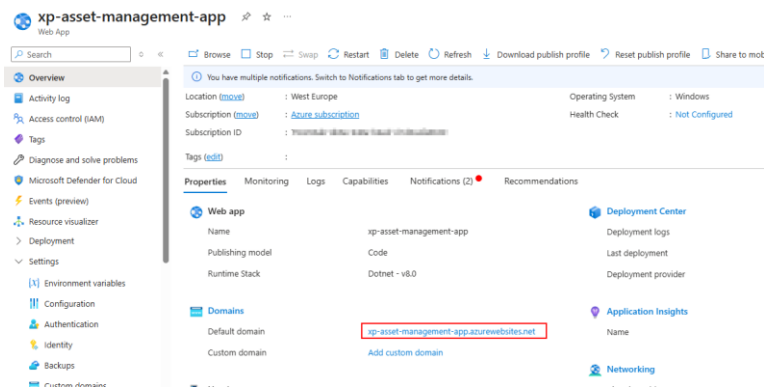 xp-asset-management-app
Web App
Search
Browse Stop Swap Restart Delete Refresh Download publish profile Reset publish profile Share to mob
Overview
Activity log
Access control (IAM)
Tags
Diagnose and solve problems
Microsoft Defender for Cloud
Events (preview)
Resource visualizer
Deployment
Settings
Environment variables
Configuration
Authentication
Identity
Backups
Custom domains
You have multiple notifications. Switch to Notifications tab to get more details.
Location (move) : West Europe
Subscription (move) : Azure subscription
Subscription ID :
Tags (edit) :
Operating System : Windows
Health Check : Not Configured
Properties Monitoring Logs Capabilities Notifications (2) Recommendations
Web app
Name xp-asset-management-app
Publishing model Code
Runtime Stack Dotnet - v8.0
Domains
Default domain xp-asset-management-app.azurewebsites.net
Custom domain Add custom domain
Deployment Center
Deployment logs
Last deployment
Deployment provider
Application Insights
Name
Networking